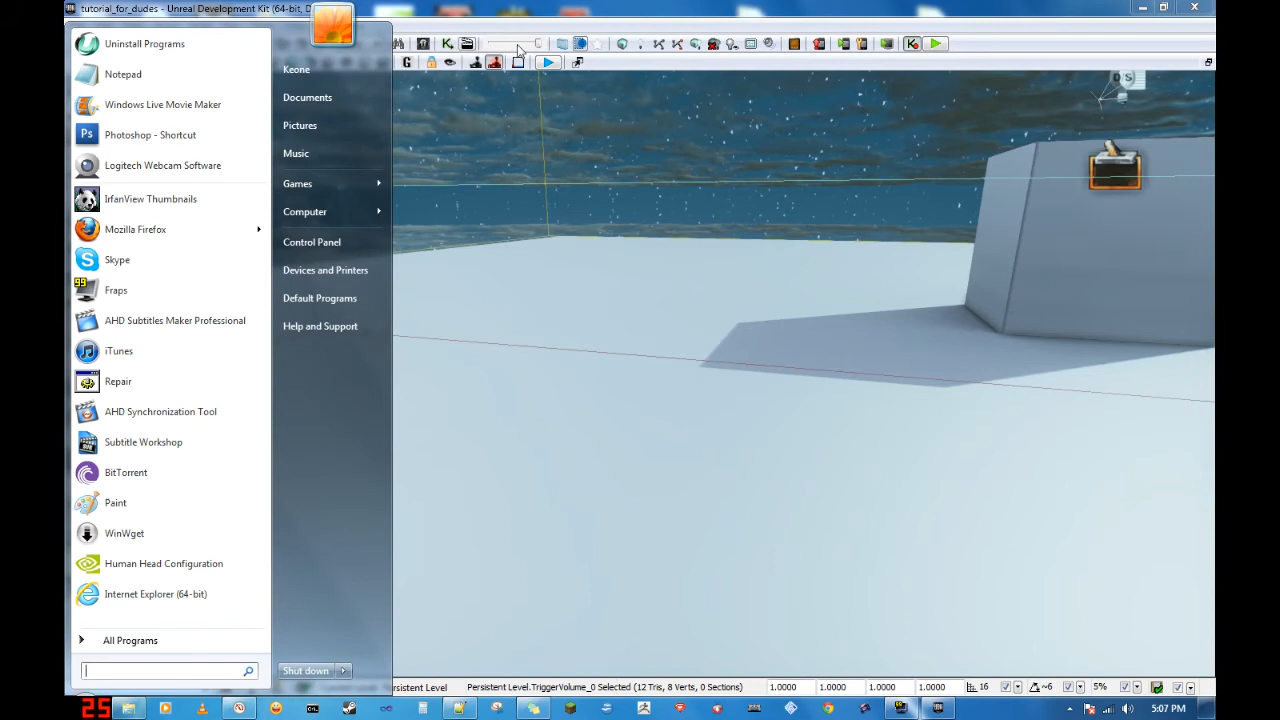 tutorial_for_dudes - Unreal Development Kit (64-bit, D
Uninstall Programs
Notepad
Windows Live Movie Maker
Ps
Photoshop - Shortcut
Logitech Webcam Software
IrfanView Thumbnails
Mozilla Firefox
Skype
99
Fraps
AHD Subtitles Maker Professional
iTunes
Repair
AHD Synchronization Tool
Subtitle Workshop
BitTorrent
Paint
WinWget
Human Head Configuration
Internet Explorer (64-bit)
All Programs
Keone
Documents
Pictures
Music
Games
Computer
Control Panel
Devices and Printers
Default Programs
Help and Support
Shut down
G
D S
Persistent Level
Persistent Level.TriggerVolume_0 Selected (12 Tris, 8 Verts, 0 Sections)
1.0000
1.0000
1.0000
1.0000
16
~6
5%
25
5:07 PM